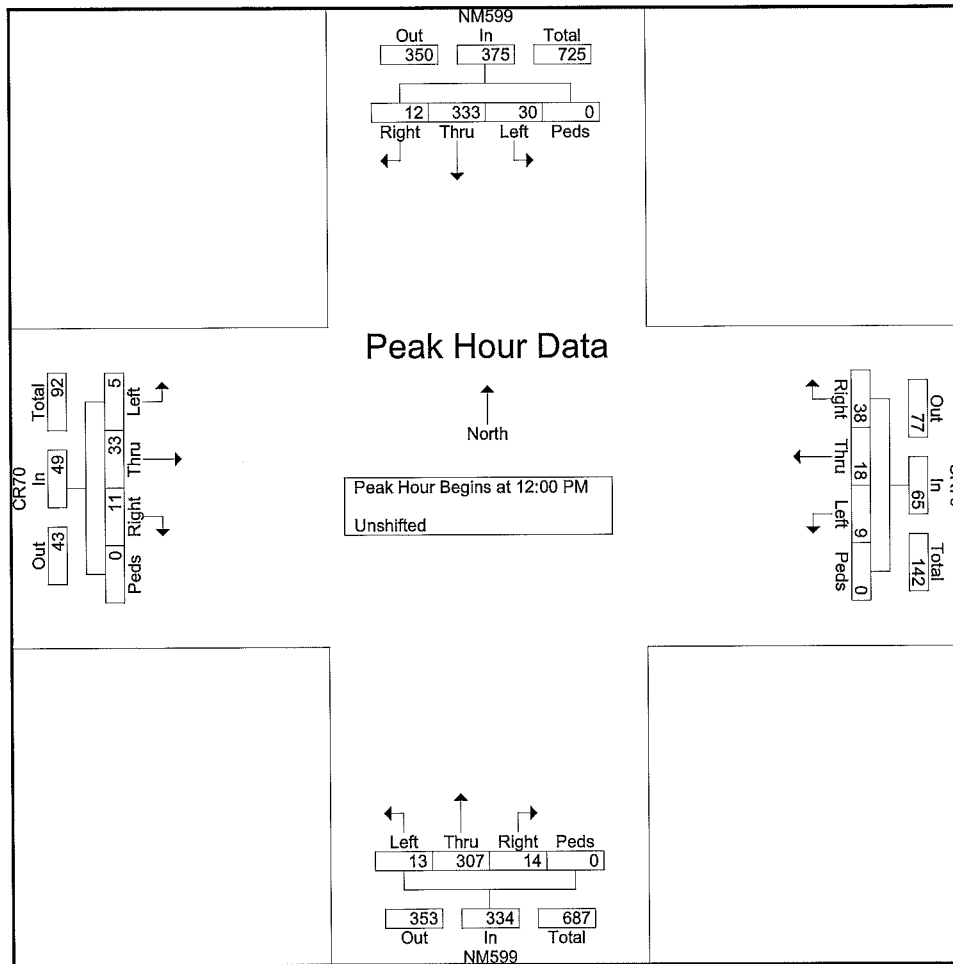 NM599
Out In Total
350 375 725
12 333 30 0
Right Thru Left Peds
Peak Hour Data
North
Peak Hour Begins at 12:00 PM
Unshifted
CR70
Total In Out
92 49 43
5 33 11 0
Left Thru Right Peds
Right Thru Left Peds
38 18 9 0
Out In Total
77 65 142
Left Thru Right Peds
13 307 14 0
353 334 687
Out In Total
NM599